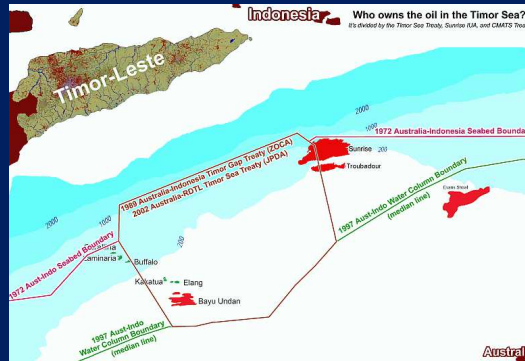 Indonesia
Who owns the oil in the Timor Sea?
It's divided by the Timor Sea Treaty, Sunrise IUA, and CMATS Trea
Timor-Leste
2000
1000
1972 Australia-Indonesia Seabed Bounda
200
Sunrise
Troubadour
1989 Australia-Indonesia Timor Gap Treaty (ZOCA)
2002 Australia-RDTL Timor Sea Treaty (JPDA)
1997 Aust-Indo Water Column Boundary
(median line)
Evans Shoal
2000
1000
200
1972 Aust-Indo Seabed Boundary
Laminaria
Buffalo
Kakatua
Elang
Bayu Undan
1997 Aust-Indo
Water Column Boundary
(median line)
Austral